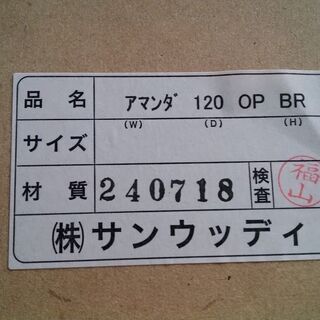 品名 アマンダ 120 OP BR
サイズ (W) (D) (H)
材質 240718 検査 福山
㈱サンウッディ